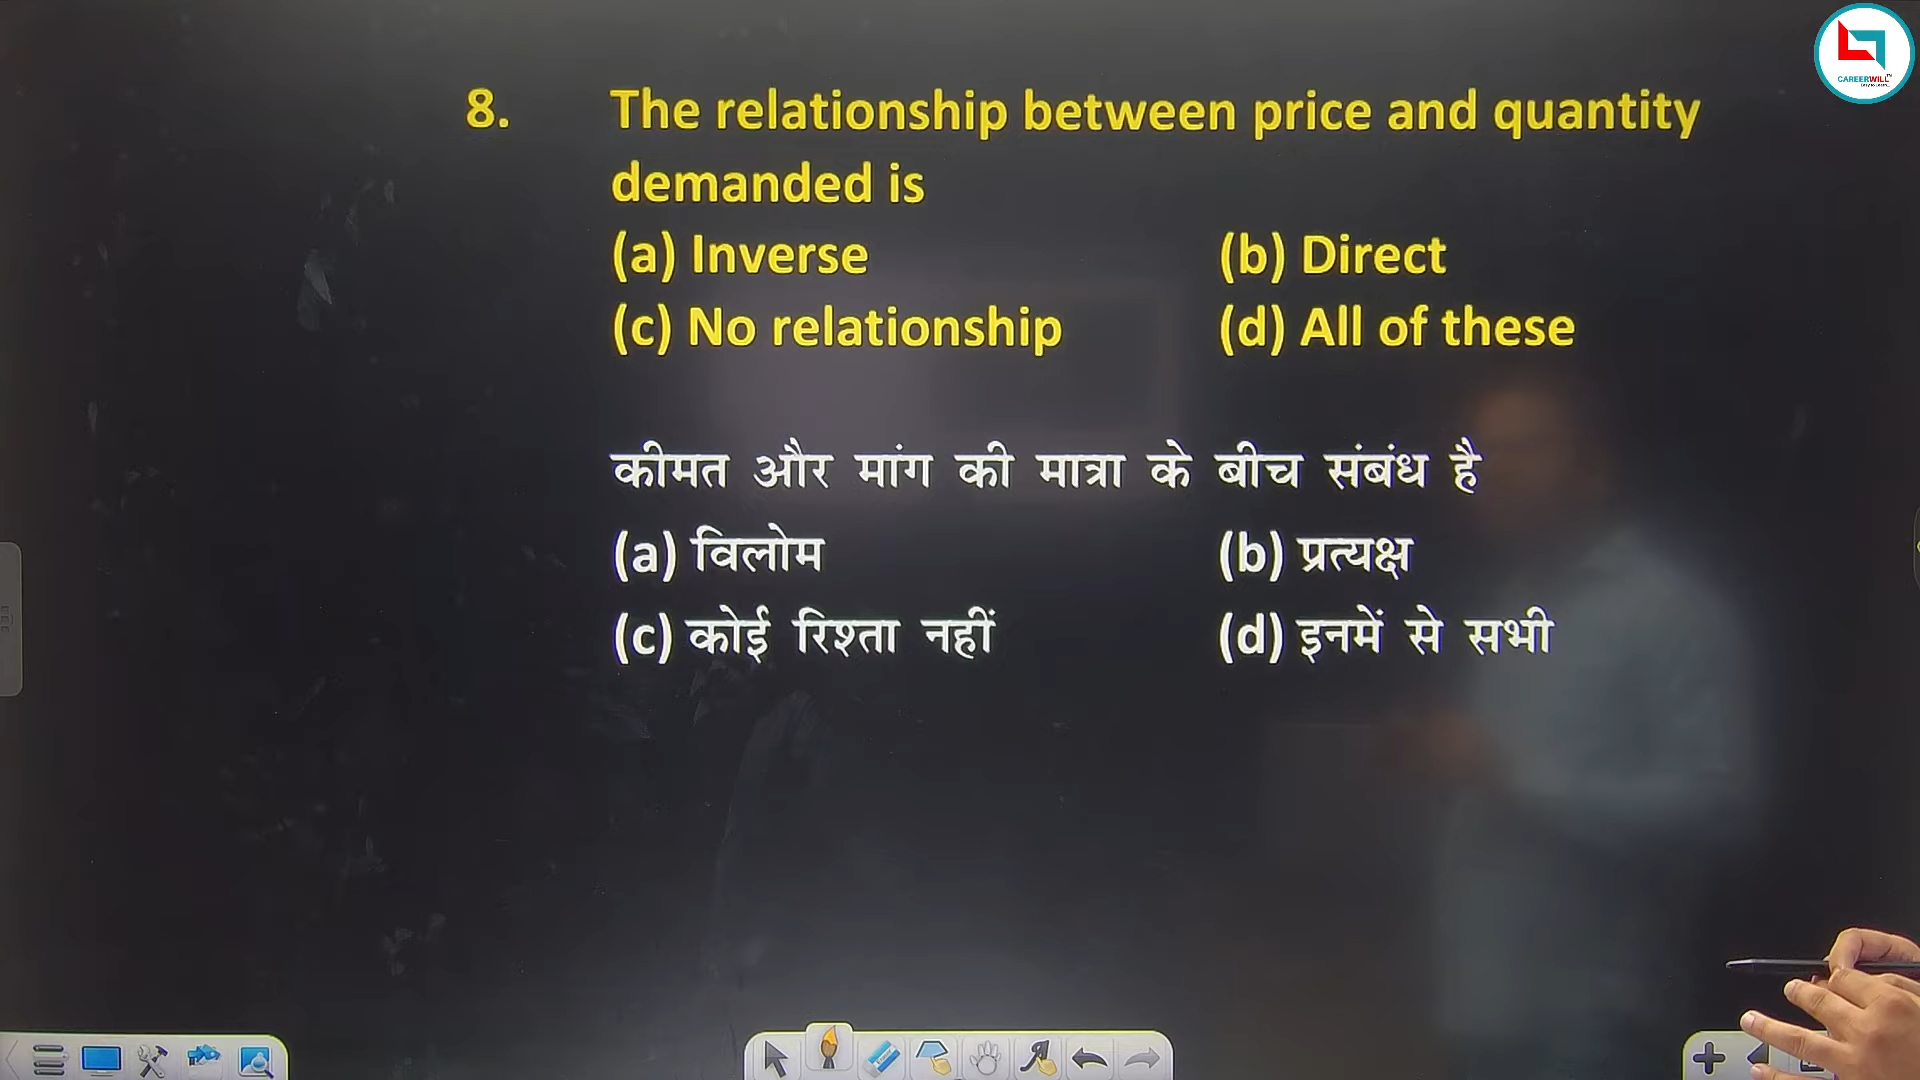 CAREERWILL
8. The relationship between price and quantity
demanded is
(a) Inverse (b) Direct
(c) No relationship (d) All of these
कीमत और मांग की मात्रा के बीच संबंध है
(a) विलोम (b) प्रत्यक्ष
(c) कोई रिश्ता नहीं (d) इनमें से सभी